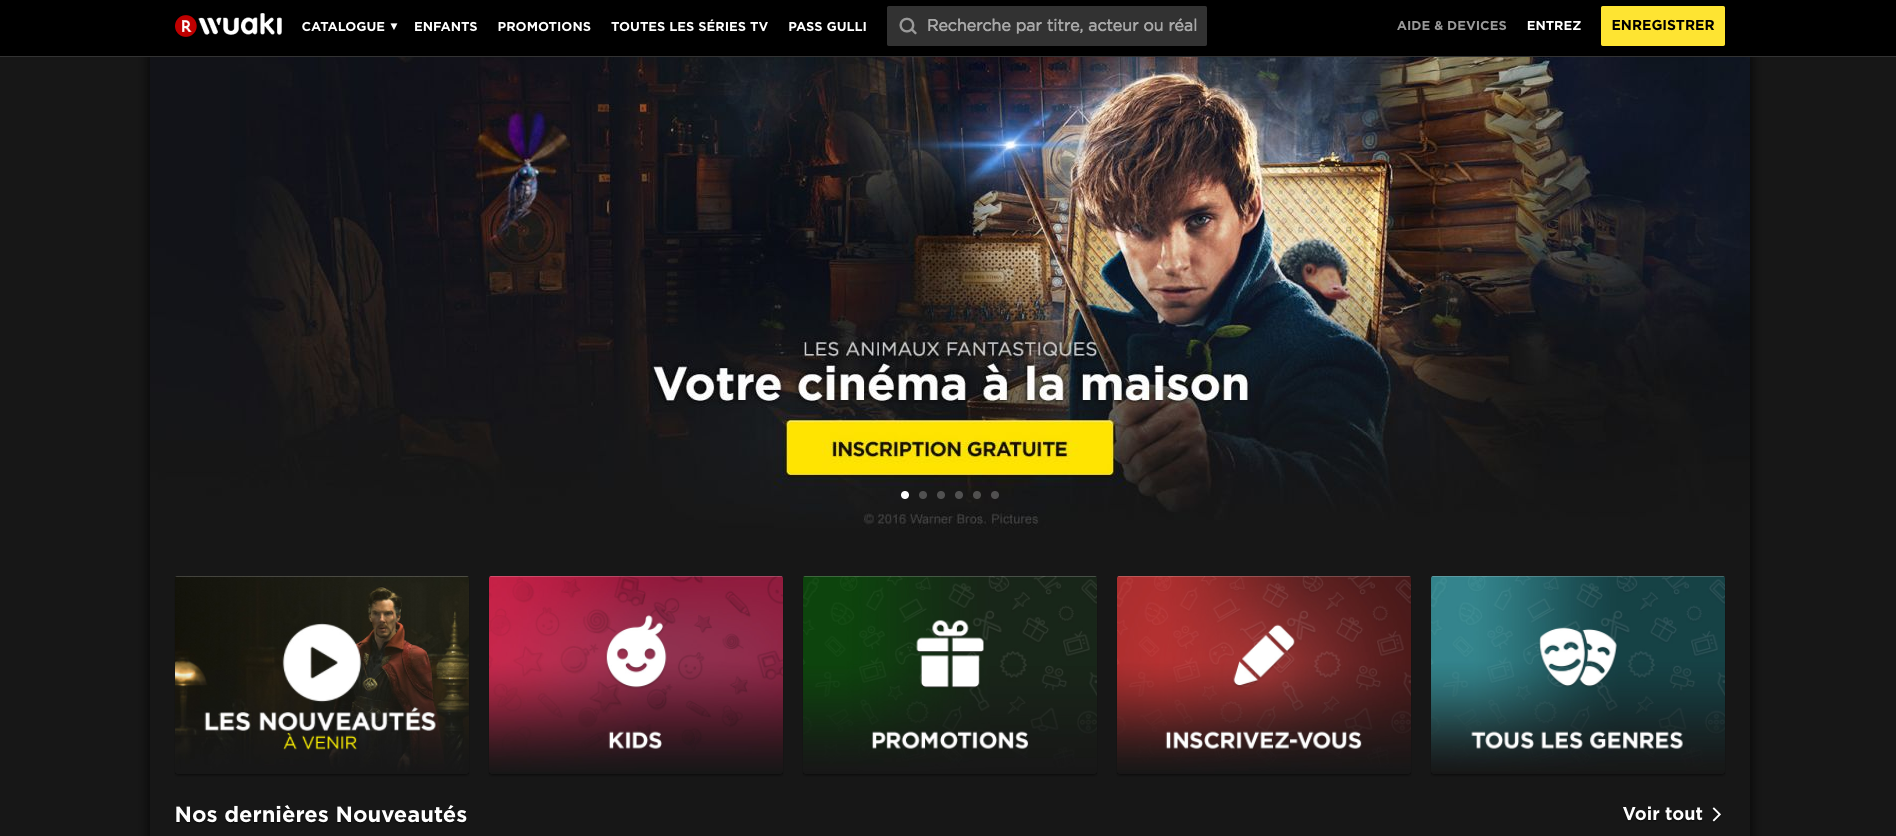 R wuaki
CATALOGUE ▾
ENFANTS
PROMOTIONS
TOUTES LES SÉRIES TV
PASS GULLI
Recherche par titre, acteur ou réal
AIDE & DEVICES
ENTREZ
ENREGISTRER
LES ANIMAUX FANTASTIQUES
Votre cinéma à la maison
INSCRIPTION GRATUITE
© 2016 Warner Bros. Pictures
LES NOUVEAUTÉS
À VENIR
KIDS
PROMOTIONS
INSCRIVEZ-VOUS
TOUS LES GENRES
Nos dernières Nouveautés
Voir tout